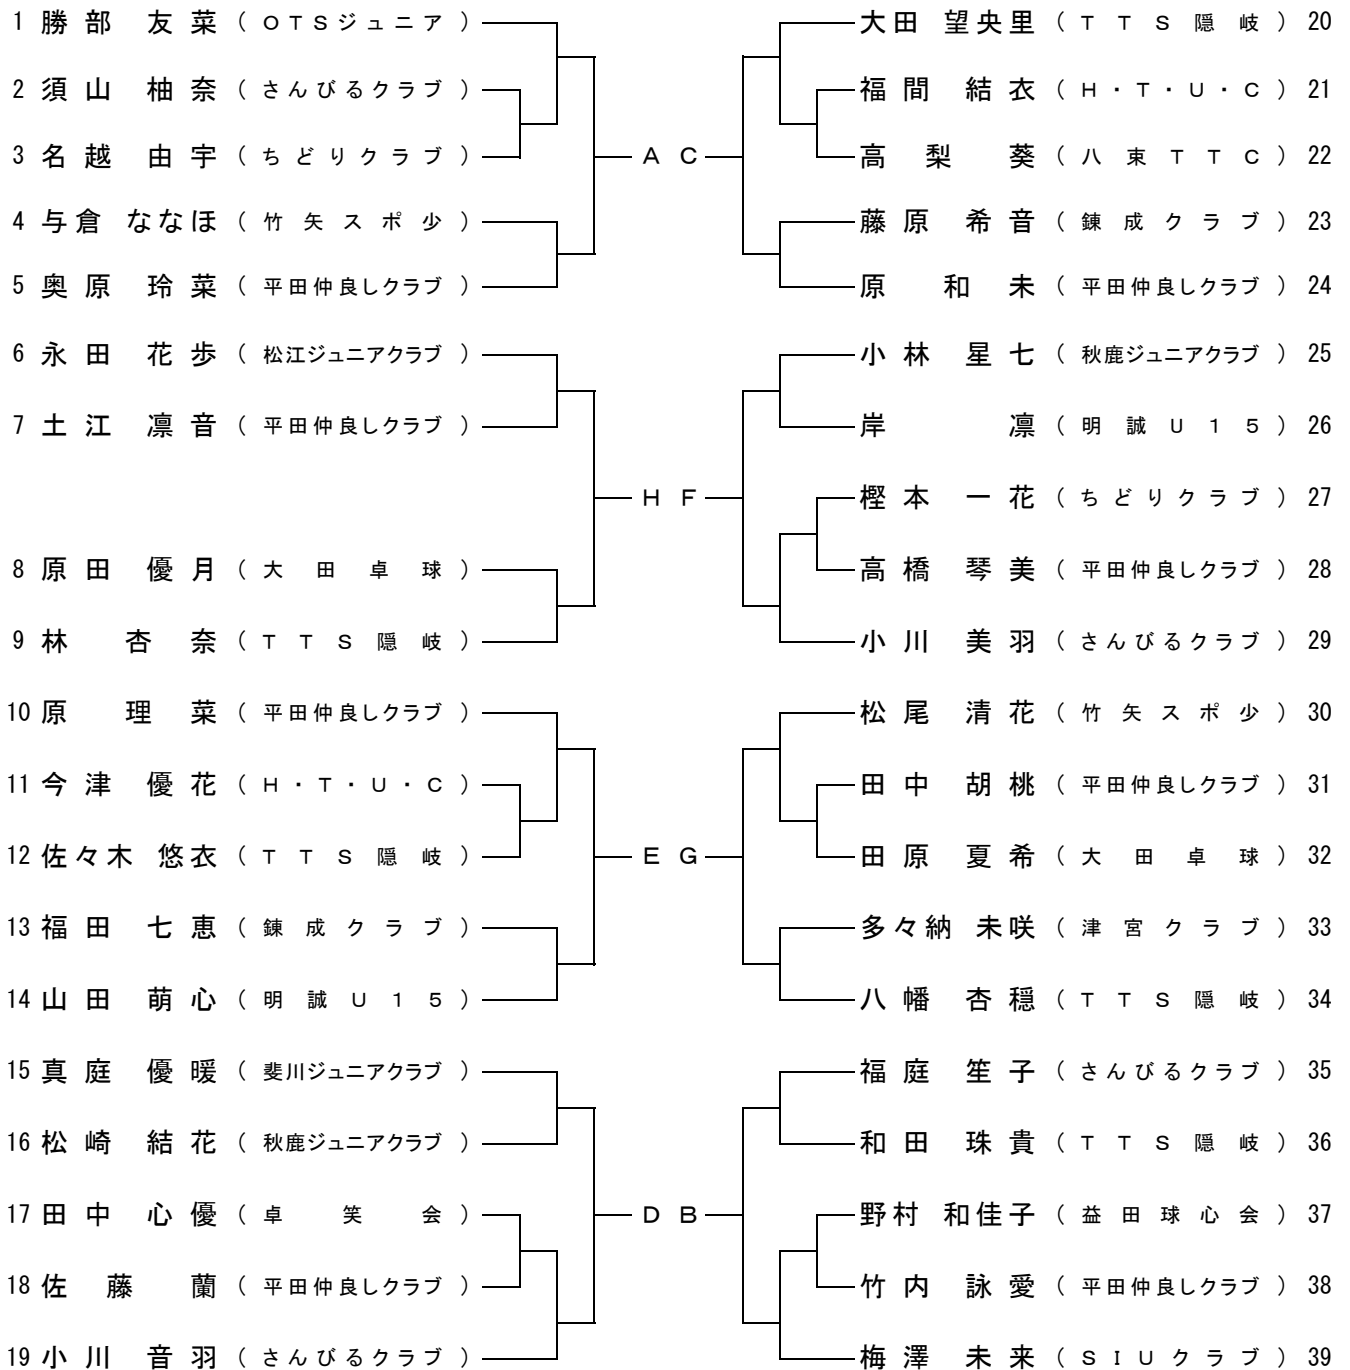 1 勝部 友菜 (OTSジュニア)
2 須山 柚奈 (さんびるクラブ)
3 名越 由宇 (ちどりクラブ)
4 与倉 ななほ (竹矢スポ少)
5 奥原 玲菜 (平田仲良しクラブ)
A
6 永田 花歩 (松江ジュニアクラブ)
7 土江 凛音 (平田仲良しクラブ)
8 原田 優月 (大田卓球)
9 林 杏奈 (TTS隠岐)
H
10 原 理菜 (平田仲良しクラブ)
11 今津 優花 (H・T・U・C)
12 佐々木 悠衣 (TTS隠岐)
13 福田 七恵 (錬成クラブ)
14 山田 萌心 (明誠U15)
E
15 真庭 優暖 (斐川ジュニアクラブ)
16 松崎 結花 (秋鹿ジュニアクラブ)
17 田中 心優 (卓笑会)
18 佐藤 蘭 (平田仲良しクラブ)
19 小川 音羽 (さんびるクラブ)
D
大田 望央里 (TTS隠岐) 20
福間 結衣 (H・T・U・C) 21
高梨 葵 (八束TTC) 22
藤原 希音 (錬成クラブ) 23
原 和未 (平田仲良しクラブ) 24
C
小林 星七 (秋鹿ジュニアクラブ) 25
岸 凛 (明誠U15) 26
樫本 一花 (ちどりクラブ) 27
高橋 琴美 (平田仲良しクラブ) 28
小川 美羽 (さんびるクラブ) 29
F
松尾 清花 (竹矢スポ少) 30
田中 胡桃 (平田仲良しクラブ) 31
田原 夏希 (大田卓球) 32
多々納 未咲 (津宮クラブ) 33
八幡 杏穏 (TTS隠岐) 34
G
福庭 笙子 (さんびるクラブ) 35
和田 珠貴 (TTS隠岐) 36
野村 和佳子 (益田球心会) 37
竹内 詠愛 (平田仲良しクラブ) 38
梅澤 未来 (SIUクラブ) 39
B